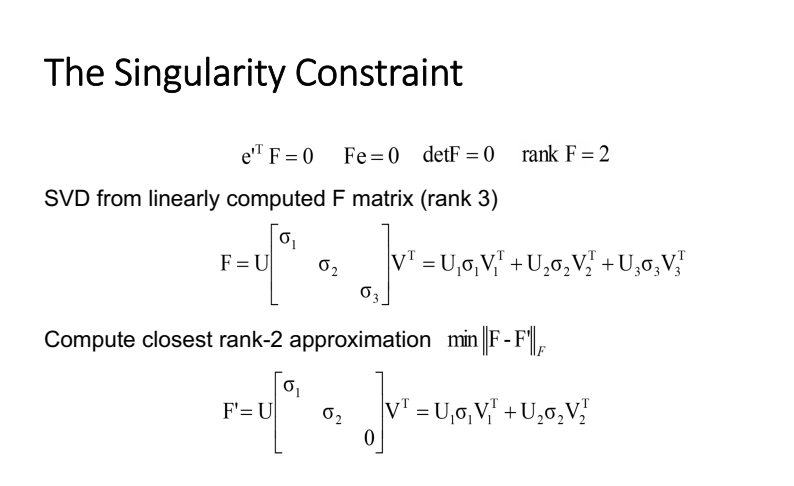 The Singularity Constraint
e'ᵀ F = 0 Fe = 0 detF = 0 rank F = 2
SVD from linearly computed F matrix (rank 3)
F = U [σ₁ σ₂ σ₃] Vᵀ = U₁σ₁V₁ᵀ + U₂σ₂V₂ᵀ + U₃σ₃V₃ᵀ
Compute closest rank-2 approximation min ‖F - F'‖_F
F' = U [σ₁ σ₂ 0] Vᵀ = U₁σ₁V₁ᵀ + U₂σ₂V₂ᵀ